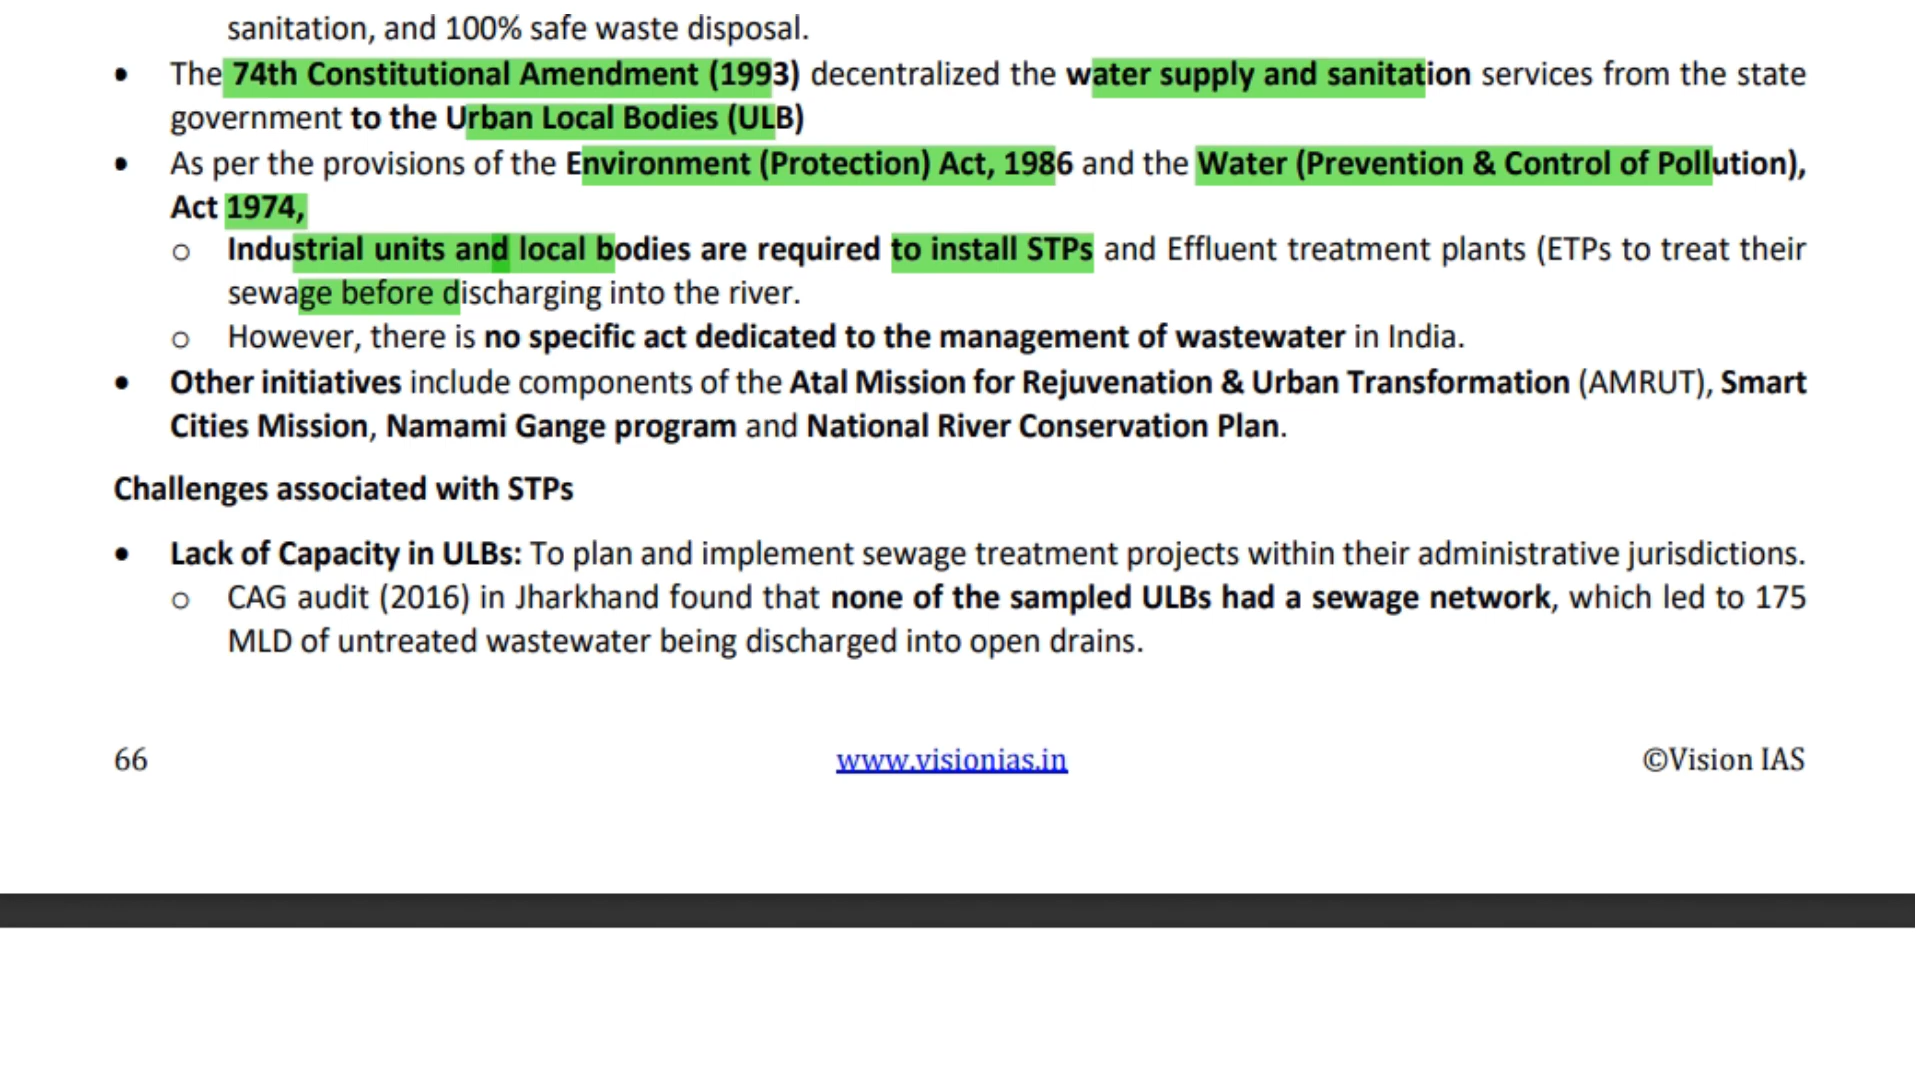 sanitation, and 100% safe waste disposal.
• The 74th Constitutional Amendment (1993) decentralized the water supply and sanitation services from the state
government to the Urban Local Bodies (ULB)
• As per the provisions of the Environment (Protection) Act, 1986 and the Water (Prevention & Control of Pollution),
Act 1974,
o Industrial units and local bodies are required to install STPs and Effluent treatment plants (ETPs to treat their
sewage before discharging into the river.
o However, there is no specific act dedicated to the management of wastewater in India.
• Other initiatives include components of the Atal Mission for Rejuvenation & Urban Transformation (AMRUT), Smart
Cities Mission, Namami Gange program and National River Conservation Plan.
Challenges associated with STPs
• Lack of Capacity in ULBs: To plan and implement sewage treatment projects within their administrative jurisdictions.
o CAG audit (2016) in Jharkhand found that none of the sampled ULBs had a sewage network, which led to 175
MLD of untreated wastewater being discharged into open drains.
66 www.visionias.in ©Vision IAS